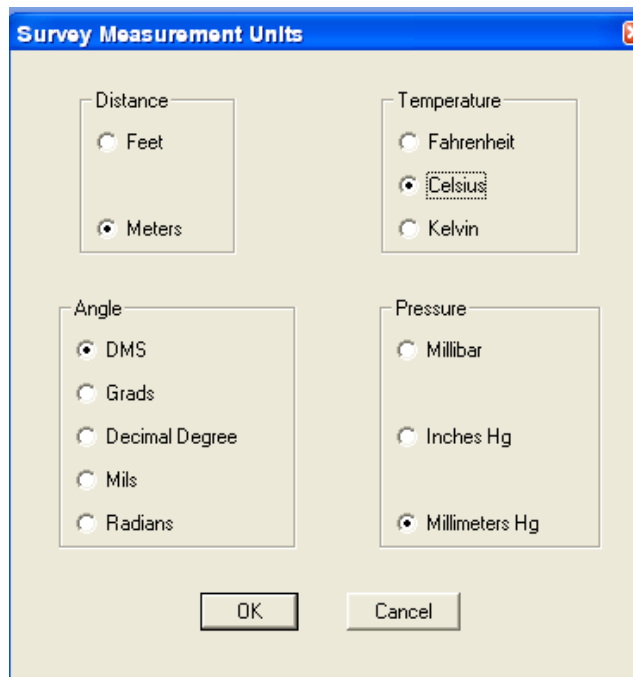 Survey Measurement Units
Distance
Feet
Meters
Temperature
Fahrenheit
Celsius
Kelvin
Angle
DMS
Grads
Decimal Degree
Mils
Radians
Pressure
Millibar
Inches Hg
Millimeters Hg
OK
Cancel